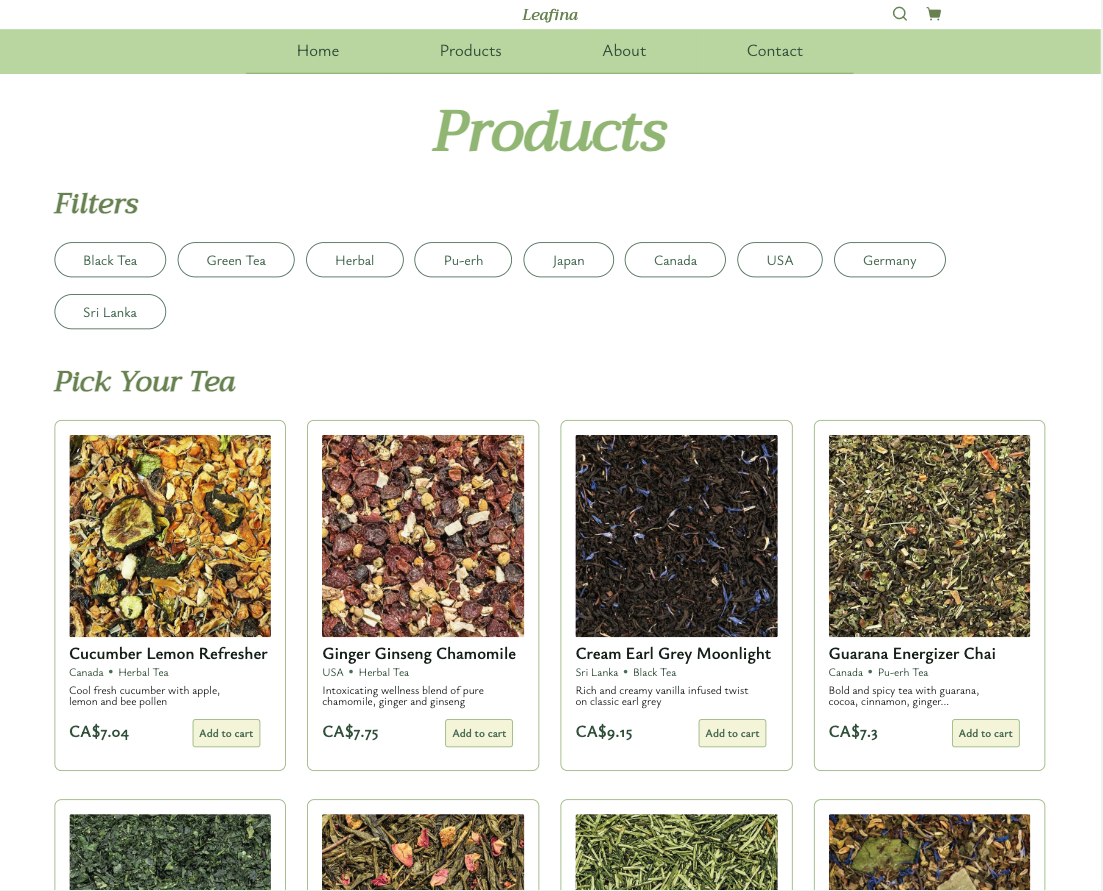 Leafina
Home Products About Contact
Products
Filters
Black Tea Green Tea Herbal Pu-erh Japan Canada USA Germany
Sri Lanka
Pick Your Tea
Cucumber Lemon Refresher
Canada • Herbal Tea
Cool fresh cucumber with apple,
lemon and bee pollen
CA$7.04 Add to cart
Ginger Ginseng Chamomile
USA • Herbal Tea
Intoxicating wellness blend of pure
chamomile, ginger and ginseng
CA$7.75 Add to cart
Cream Earl Grey Moonlight
Sri Lanka • Black Tea
Rich and creamy vanilla infused twist
on classic earl grey
CA$9.15 Add to cart
Guarana Energizer Chai
Canada • Pu-erh Tea
Bold and spicy tea with guarana,
cocoa, cinnamon, ginger...
CA$7.3 Add to cart